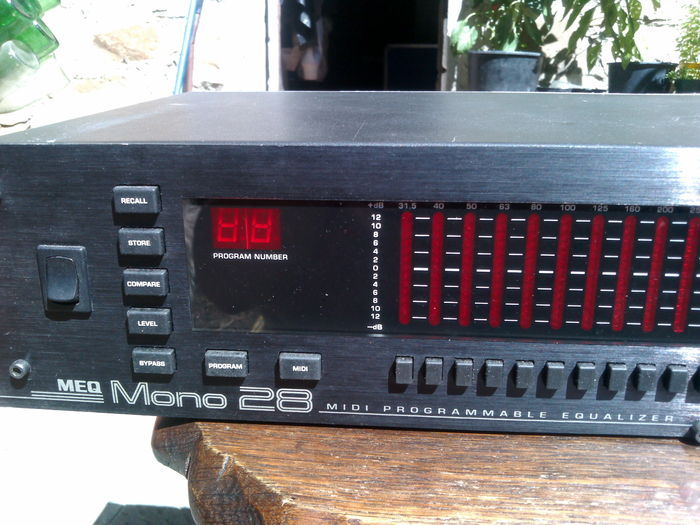 RECALL
STORE
COMPARE
LEVEL
BYPASS
PROGRAM
MIDI
PROGRAM NUMBER
+dB 31.5 40 50 63 80 100 125 160 200
12
10
8
6
4
2
0
2
4
6
8
10
12
-dB
MEQ Mono 28
MIDI PROGRAMMABLE EQUALIZER